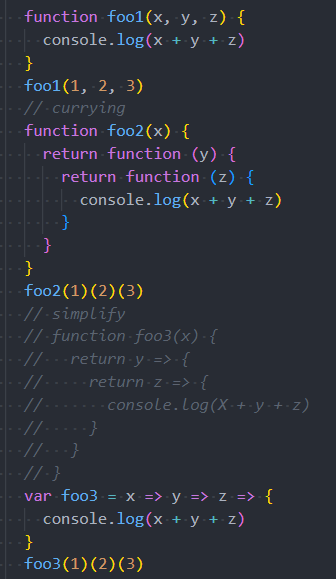 function foo1(x, y, z) {
  console.log(x + y + z)
}
foo1(1, 2, 3)
// currying
function foo2(x) {
  return function (y) {
    return function (z) {
      console.log(x + y + z)
    }
  }
}
foo2(1)(2)(3)
// simplify
// function foo3(x) {
//   return y => {
//     return z => {
//       console.log(X + y + z)
//     }
//   }
// }
var foo3 = x => y => z => {
  console.log(x + y + z)
}
foo3(1)(2)(3)